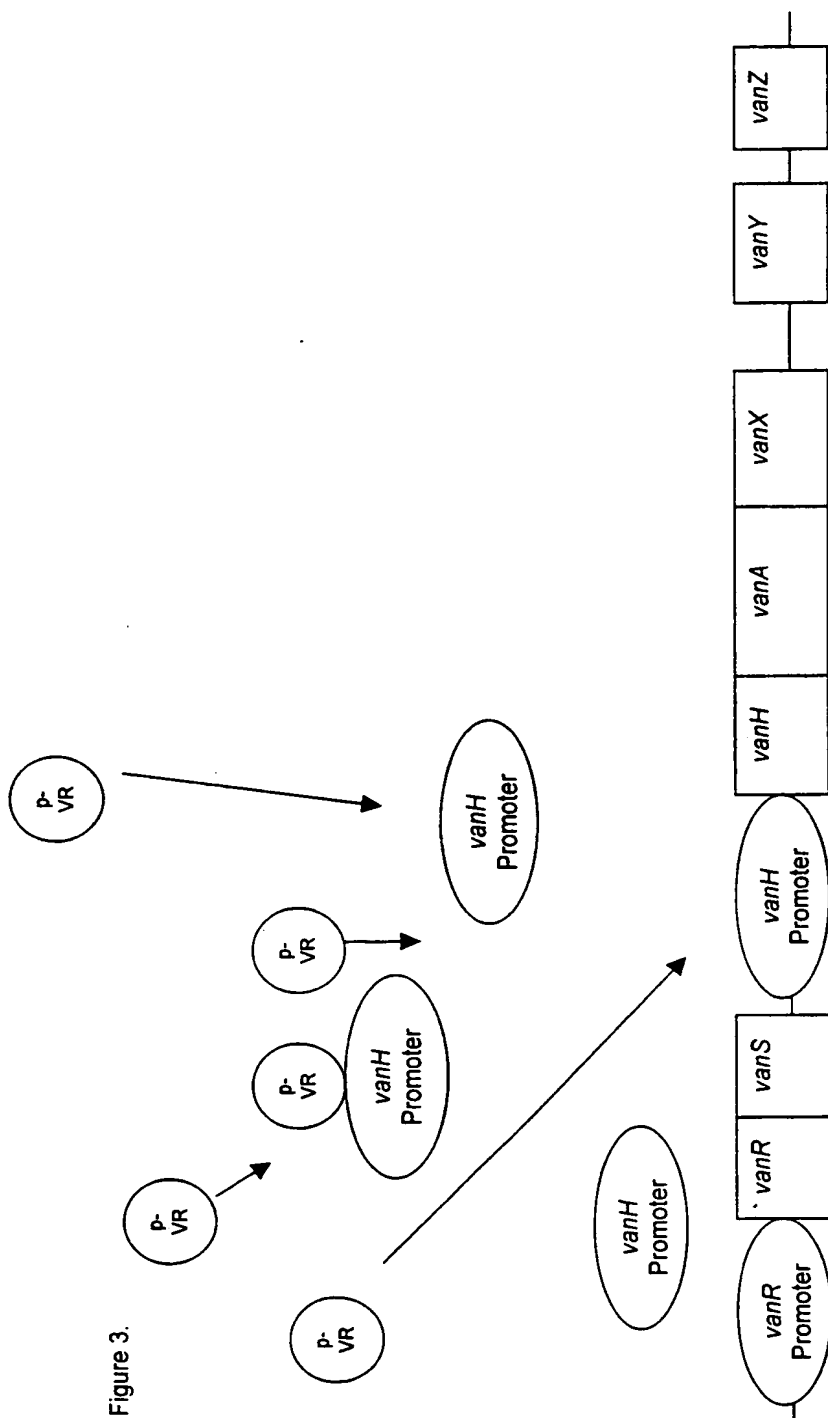 Figure 3.
p-
VR
p-
VR
p-
VR
p-
VR
p-
VR
vanH
Promoter
vanH
Promoter
vanH
Promoter
vanR
Promoter
vanR
vanS
vanH
Promoter
vanH
vanA
vanX
vanY
vanZ